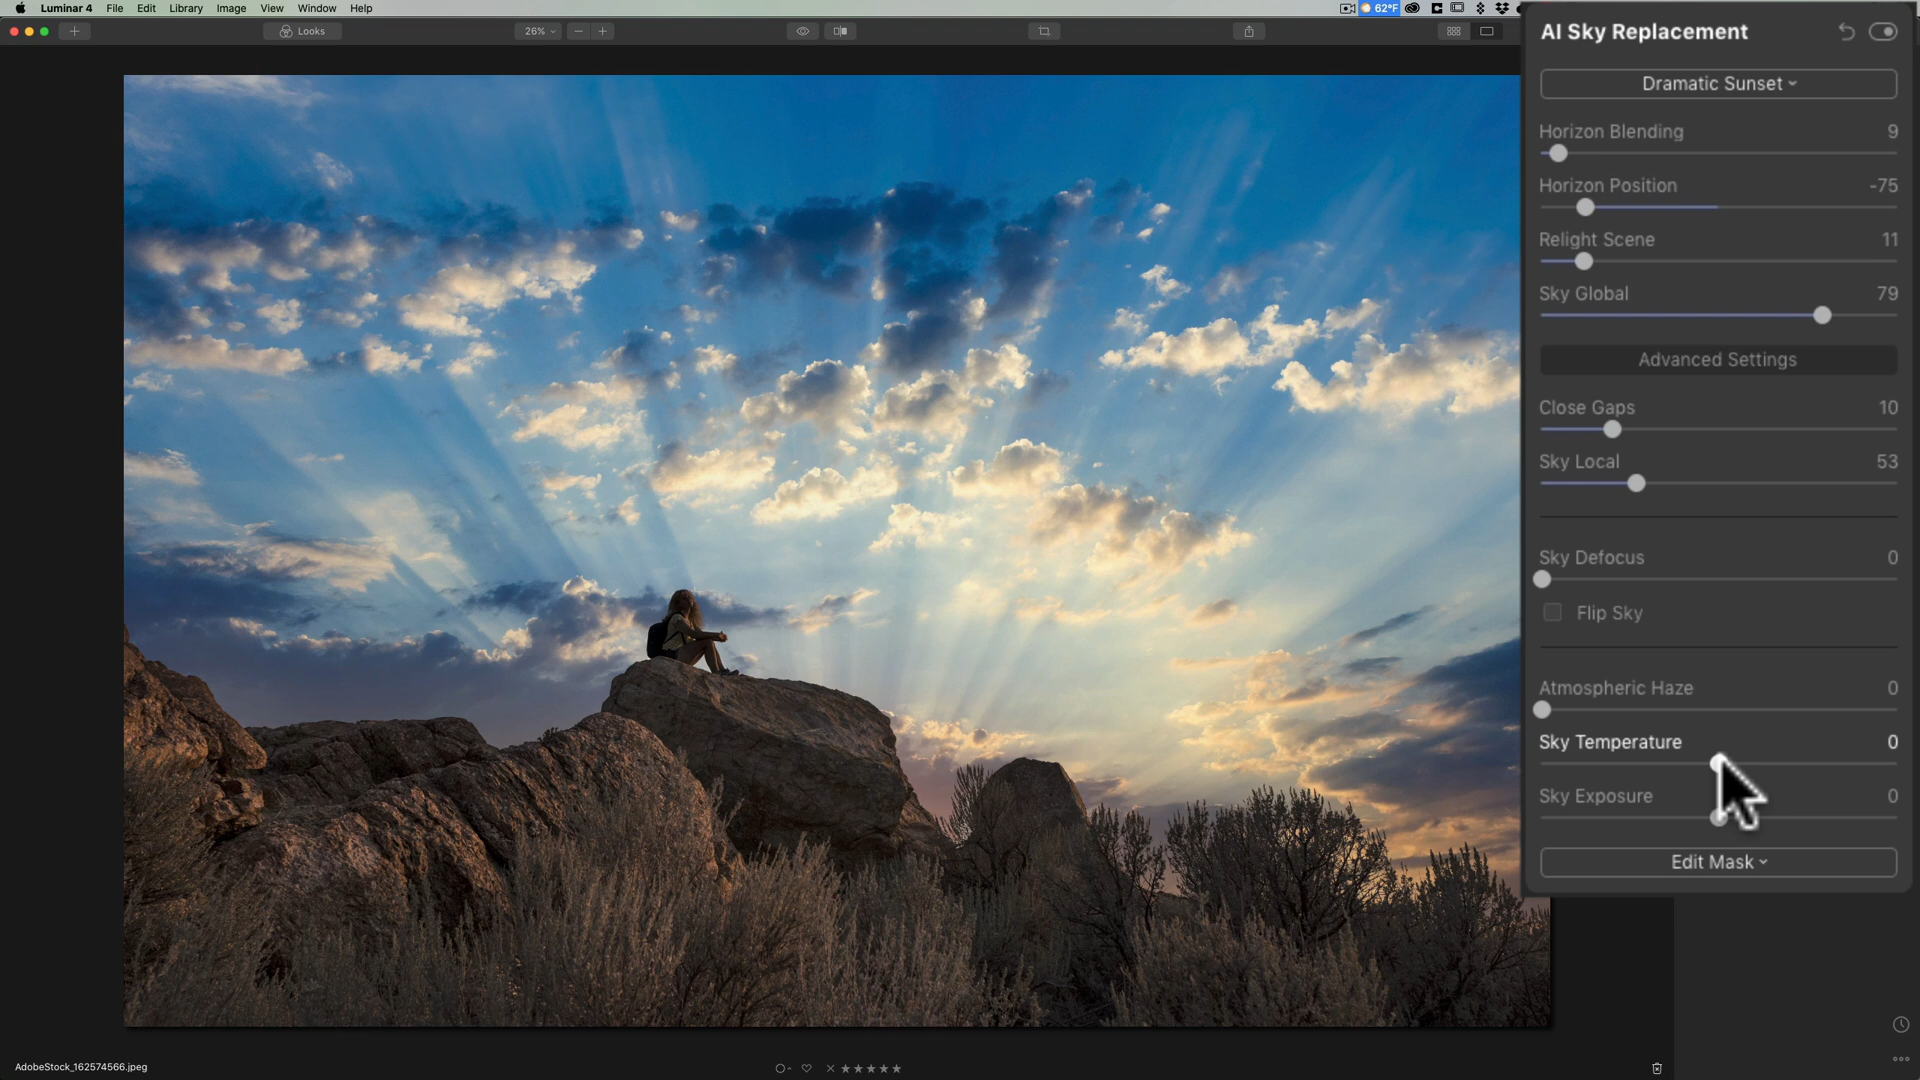 Luminar 4 File Edit Library Image View Window Help
62°F
Looks
26%
AI Sky Replacement
Dramatic Sunset
Horizon Blending 9
Horizon Position -75
Relight Scene 11
Sky Global 79
Advanced Settings
Close Gaps 10
Sky Local 53
Sky Defocus 0
Flip Sky
Atmospheric Haze 0
Sky Temperature 0
Sky Exposure 0
Edit Mask
AdobeStock_162574566.jpeg